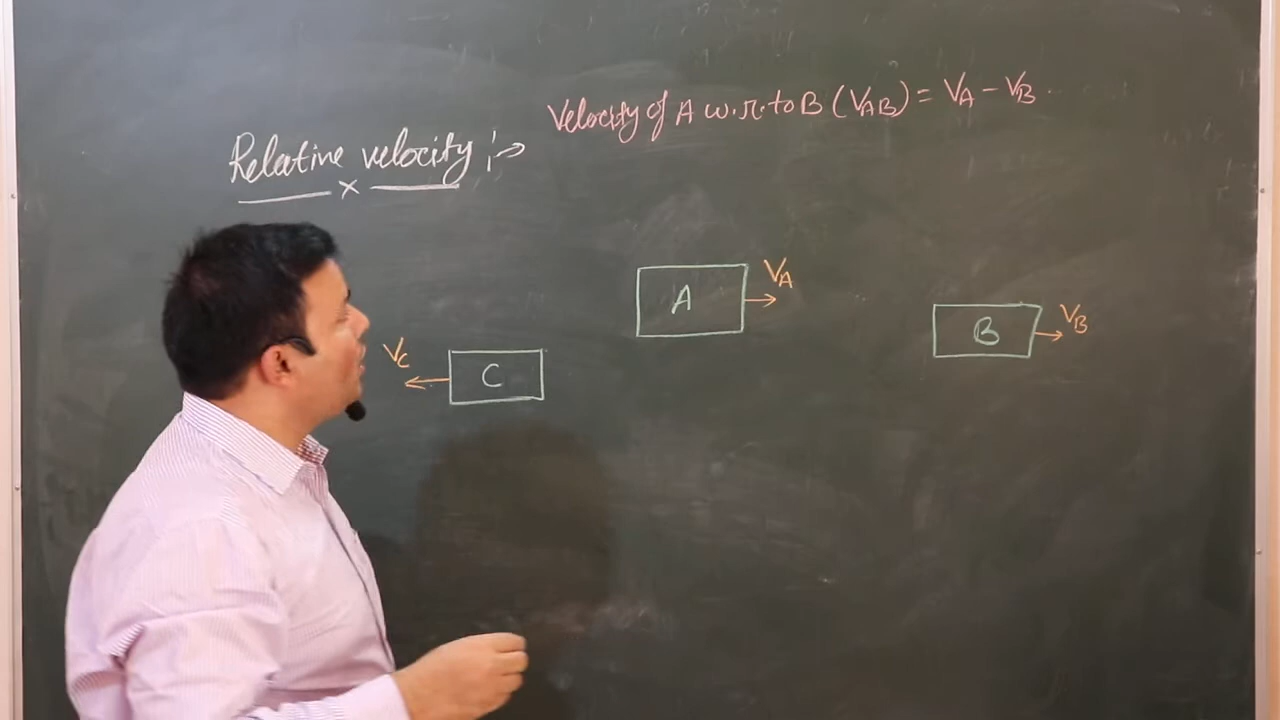 Velocity of A w.r.to B (VAB) = VA - VB
Relative velocity :→
VA
A
VB
B
VC
C